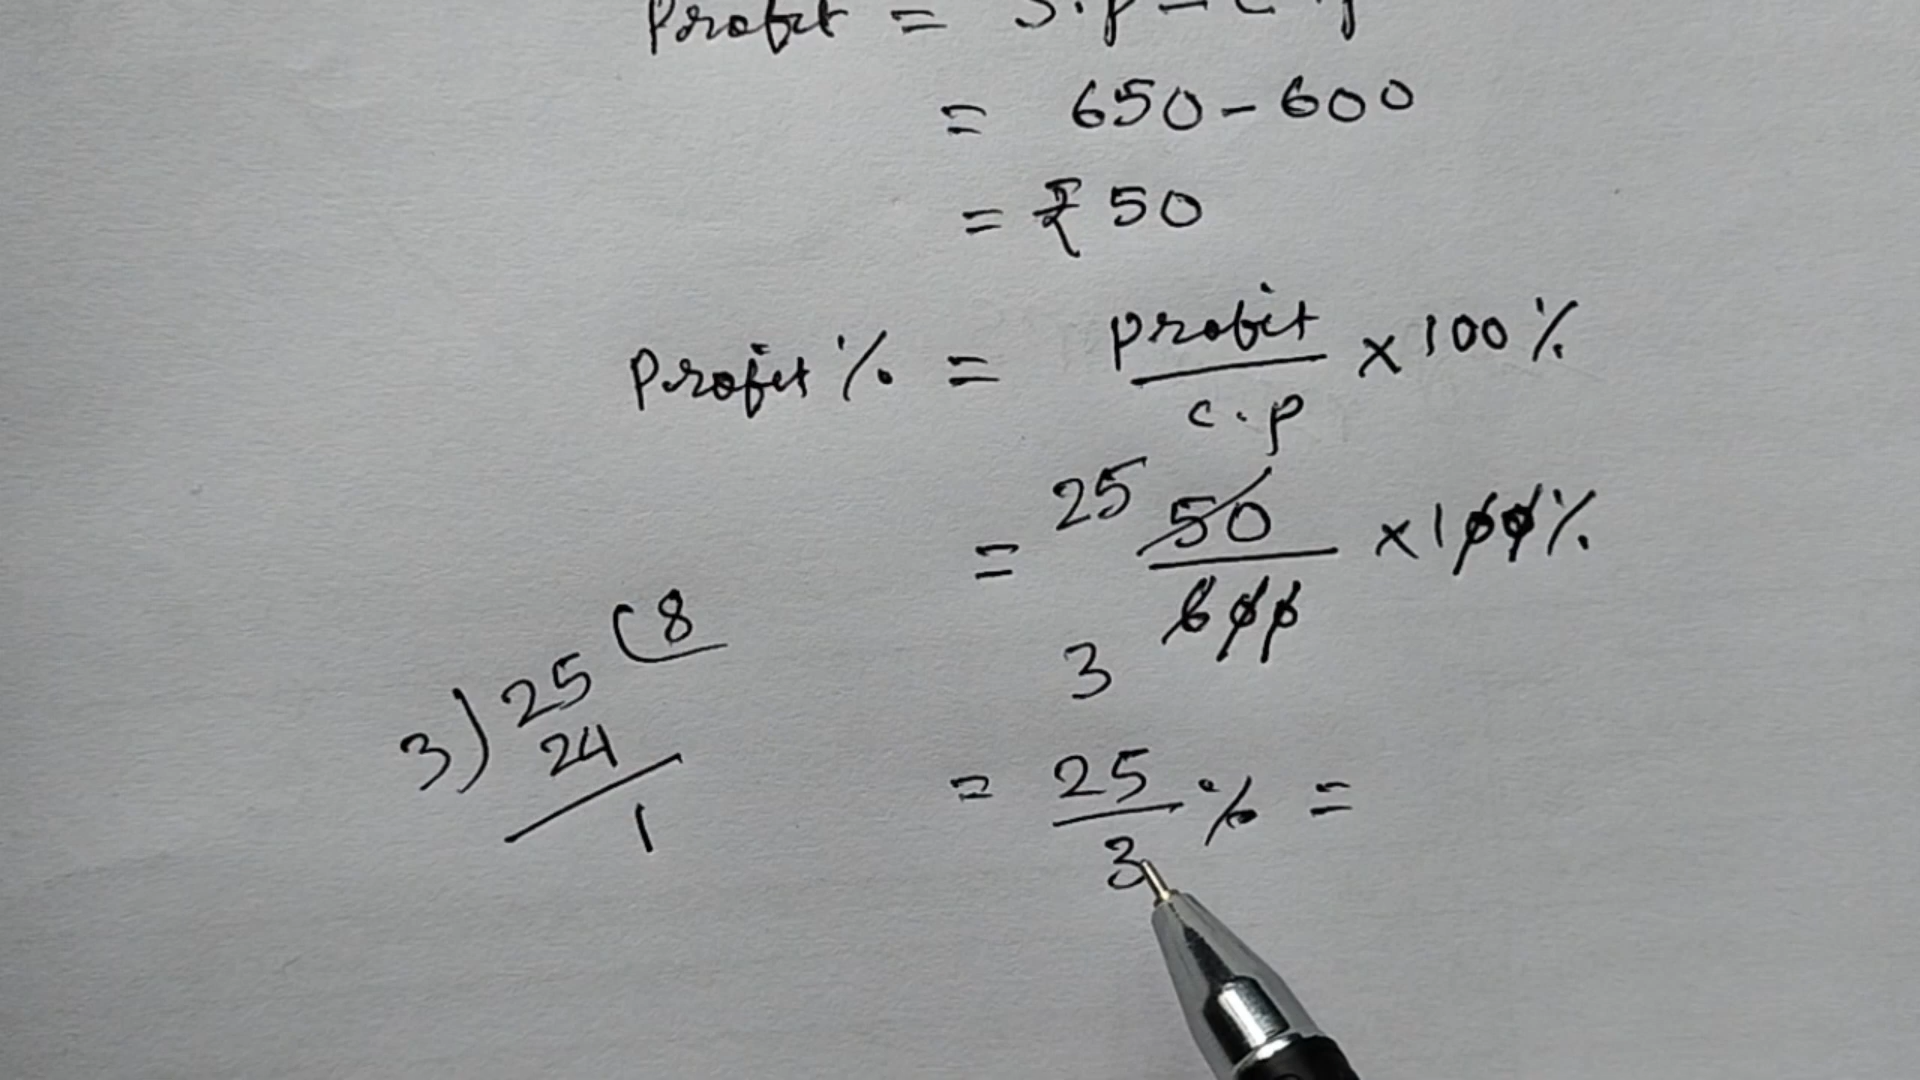 Profit = S.P - C.P
= 650 - 600
= ₹ 50
Profit % = profit / c.p × 100 %
= 25 50 / 600 × 100 %
3
= 25 / 3 % =
3 ) 25 ( 8
24
1